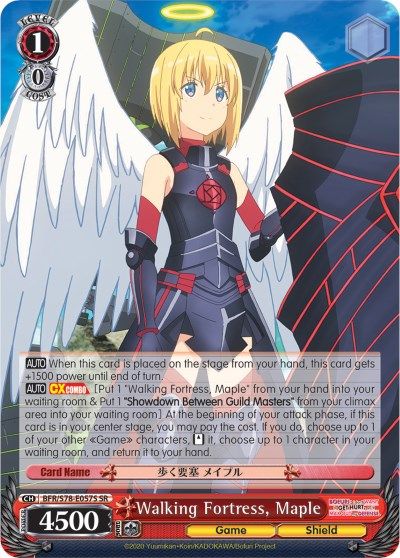 LEVEL
1
0
COST
AUTO When this card is placed on the stage from your hand, this card gets
+1500 power until end of turn.
AUTO CXCOMBO [Put 1 "Walking Fortress, Maple" from your hand into your
waiting room & Put 1 "Showdown Between Guild Masters" from your climax
area into your waiting room] At the beginning of your attack phase, if this
card is in your center stage, you may pay the cost. If you do, choose up to
2 of your other «Game» characters, it, choose up to 1 character in your
waiting room, and return it to your hand.
Card Name 歩く要塞 メイプル
CH BFR/S78-E057S SR
POWER 4500
Walking Fortress, Maple
Game Shield
©2020 Yuumikan・Koin/KADOKAWA/Bofuri Project